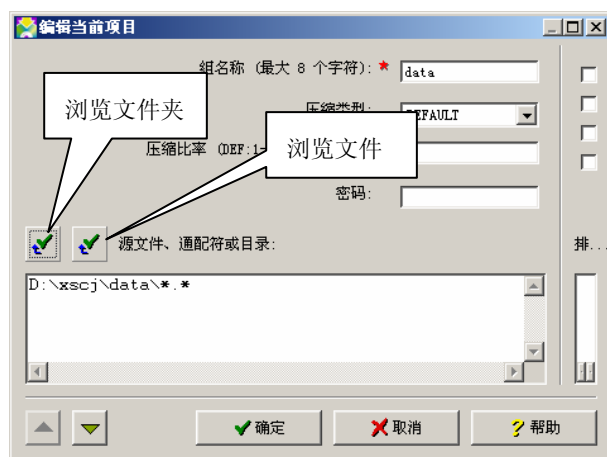 编辑当前项目
组名称 (最大 8 个字符): * data
浏览文件夹
压缩类型: DEFAULT
压缩比率 (DEF:1-
浏览文件
密码:
源文件、通配符或目录:
排...
D:\xscj\data\*.*
确定
取消
? 帮助